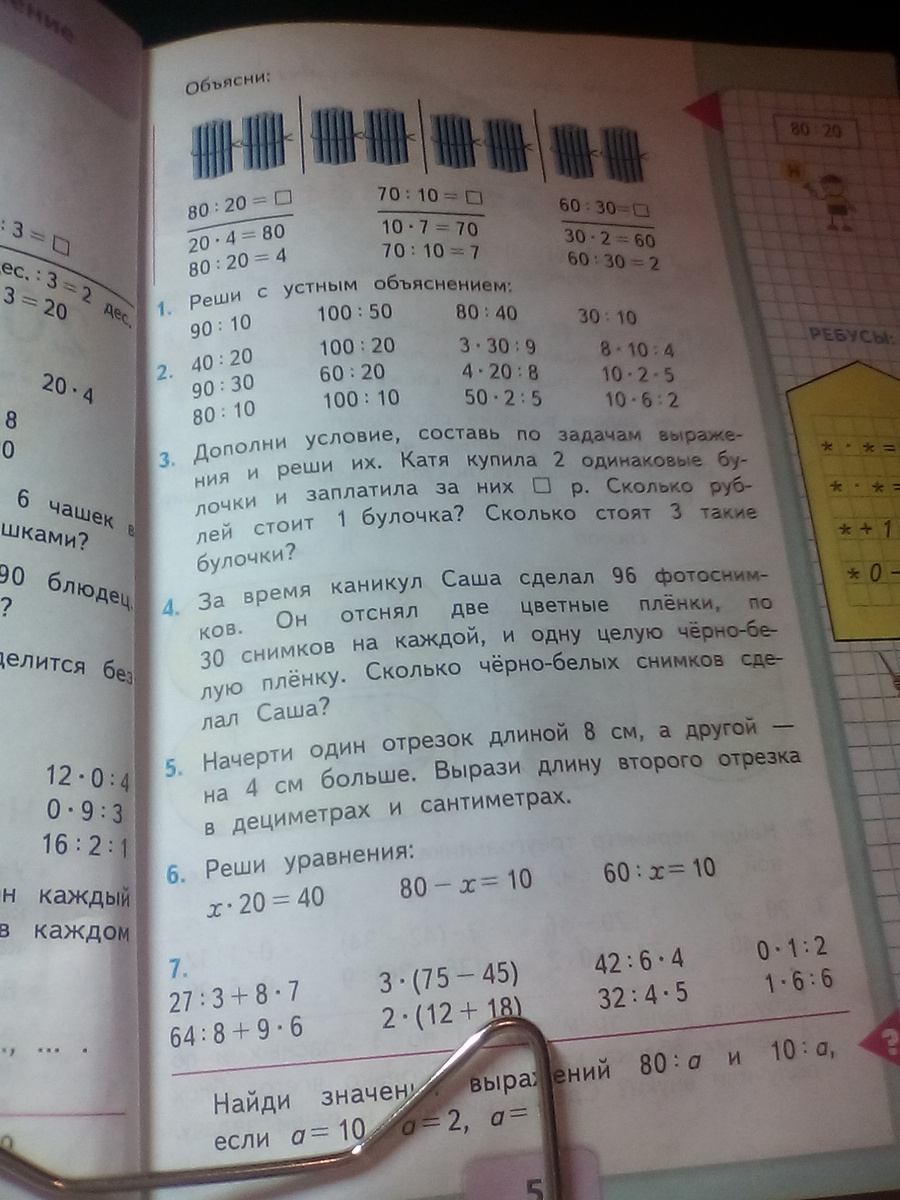 ение
: 3 = □
ес. : 3 = 2 дес.
3 = 20
20 · 4
8
0
6 чашек в
шками?
90 блюдец.
?
делится без
12 · 0 : 4
0 · 9 : 3
16 : 2 : 1
н каждый
в каждом
., ... .
Объясни:
80 : 20 = □ 70 : 10 = □ 60 : 30 = □
20 · 4 = 80 10 · 7 = 70 30 · 2 = 60
80 : 20 = 4 70 : 10 = 7 60 : 30 = 2
1. Реши с устным объяснением:
90 : 10 100 : 50 80 : 40 30 : 10
2. 40 : 20 100 : 20 3 · 30 : 9 8 · 10 : 4
90 : 30 60 : 20 4 · 20 : 8 10 · 2 · 5
80 : 10 100 : 10 50 · 2 : 5 10 · 6 : 2
3. Дополни условие, составь по задачам выраже-
ния и реши их. Катя купила 2 одинаковые бу-
лочки и заплатила за них □ р. Сколько руб-
лей стоит 1 булочка? Сколько стоят 3 такие
булочки?
4. За время каникул Саша сделал 96 фотосним-
ков. Он отснял две цветные плёнки, по
30 снимков на каждой, и одну целую чёрно-бе-
лую плёнку. Сколько чёрно-белых снимков сде-
лал Саша?
5. Начерти один отрезок длиной 8 см, а другой —
на 4 см больше. Вырази длину второго отрезка
в дециметрах и сантиметрах.
6. Реши уравнения:
x · 20 = 40 80 − x = 10 60 : x = 10
7.
27 : 3 + 8 · 7 3 · (75 − 45) 42 : 6 · 4 0 · 1 : 2
64 : 8 + 9 · 6 2 · (12 + 18) 32 : 4 · 5 1 · 6 : 6
Найди значен выражений 80 : a и 10 : a,
если a = 10 a = 2, a =
5
80 : 20
Н
РЕБУСЫ:
* · * =
* · * =
* + 1
* 0 −
?